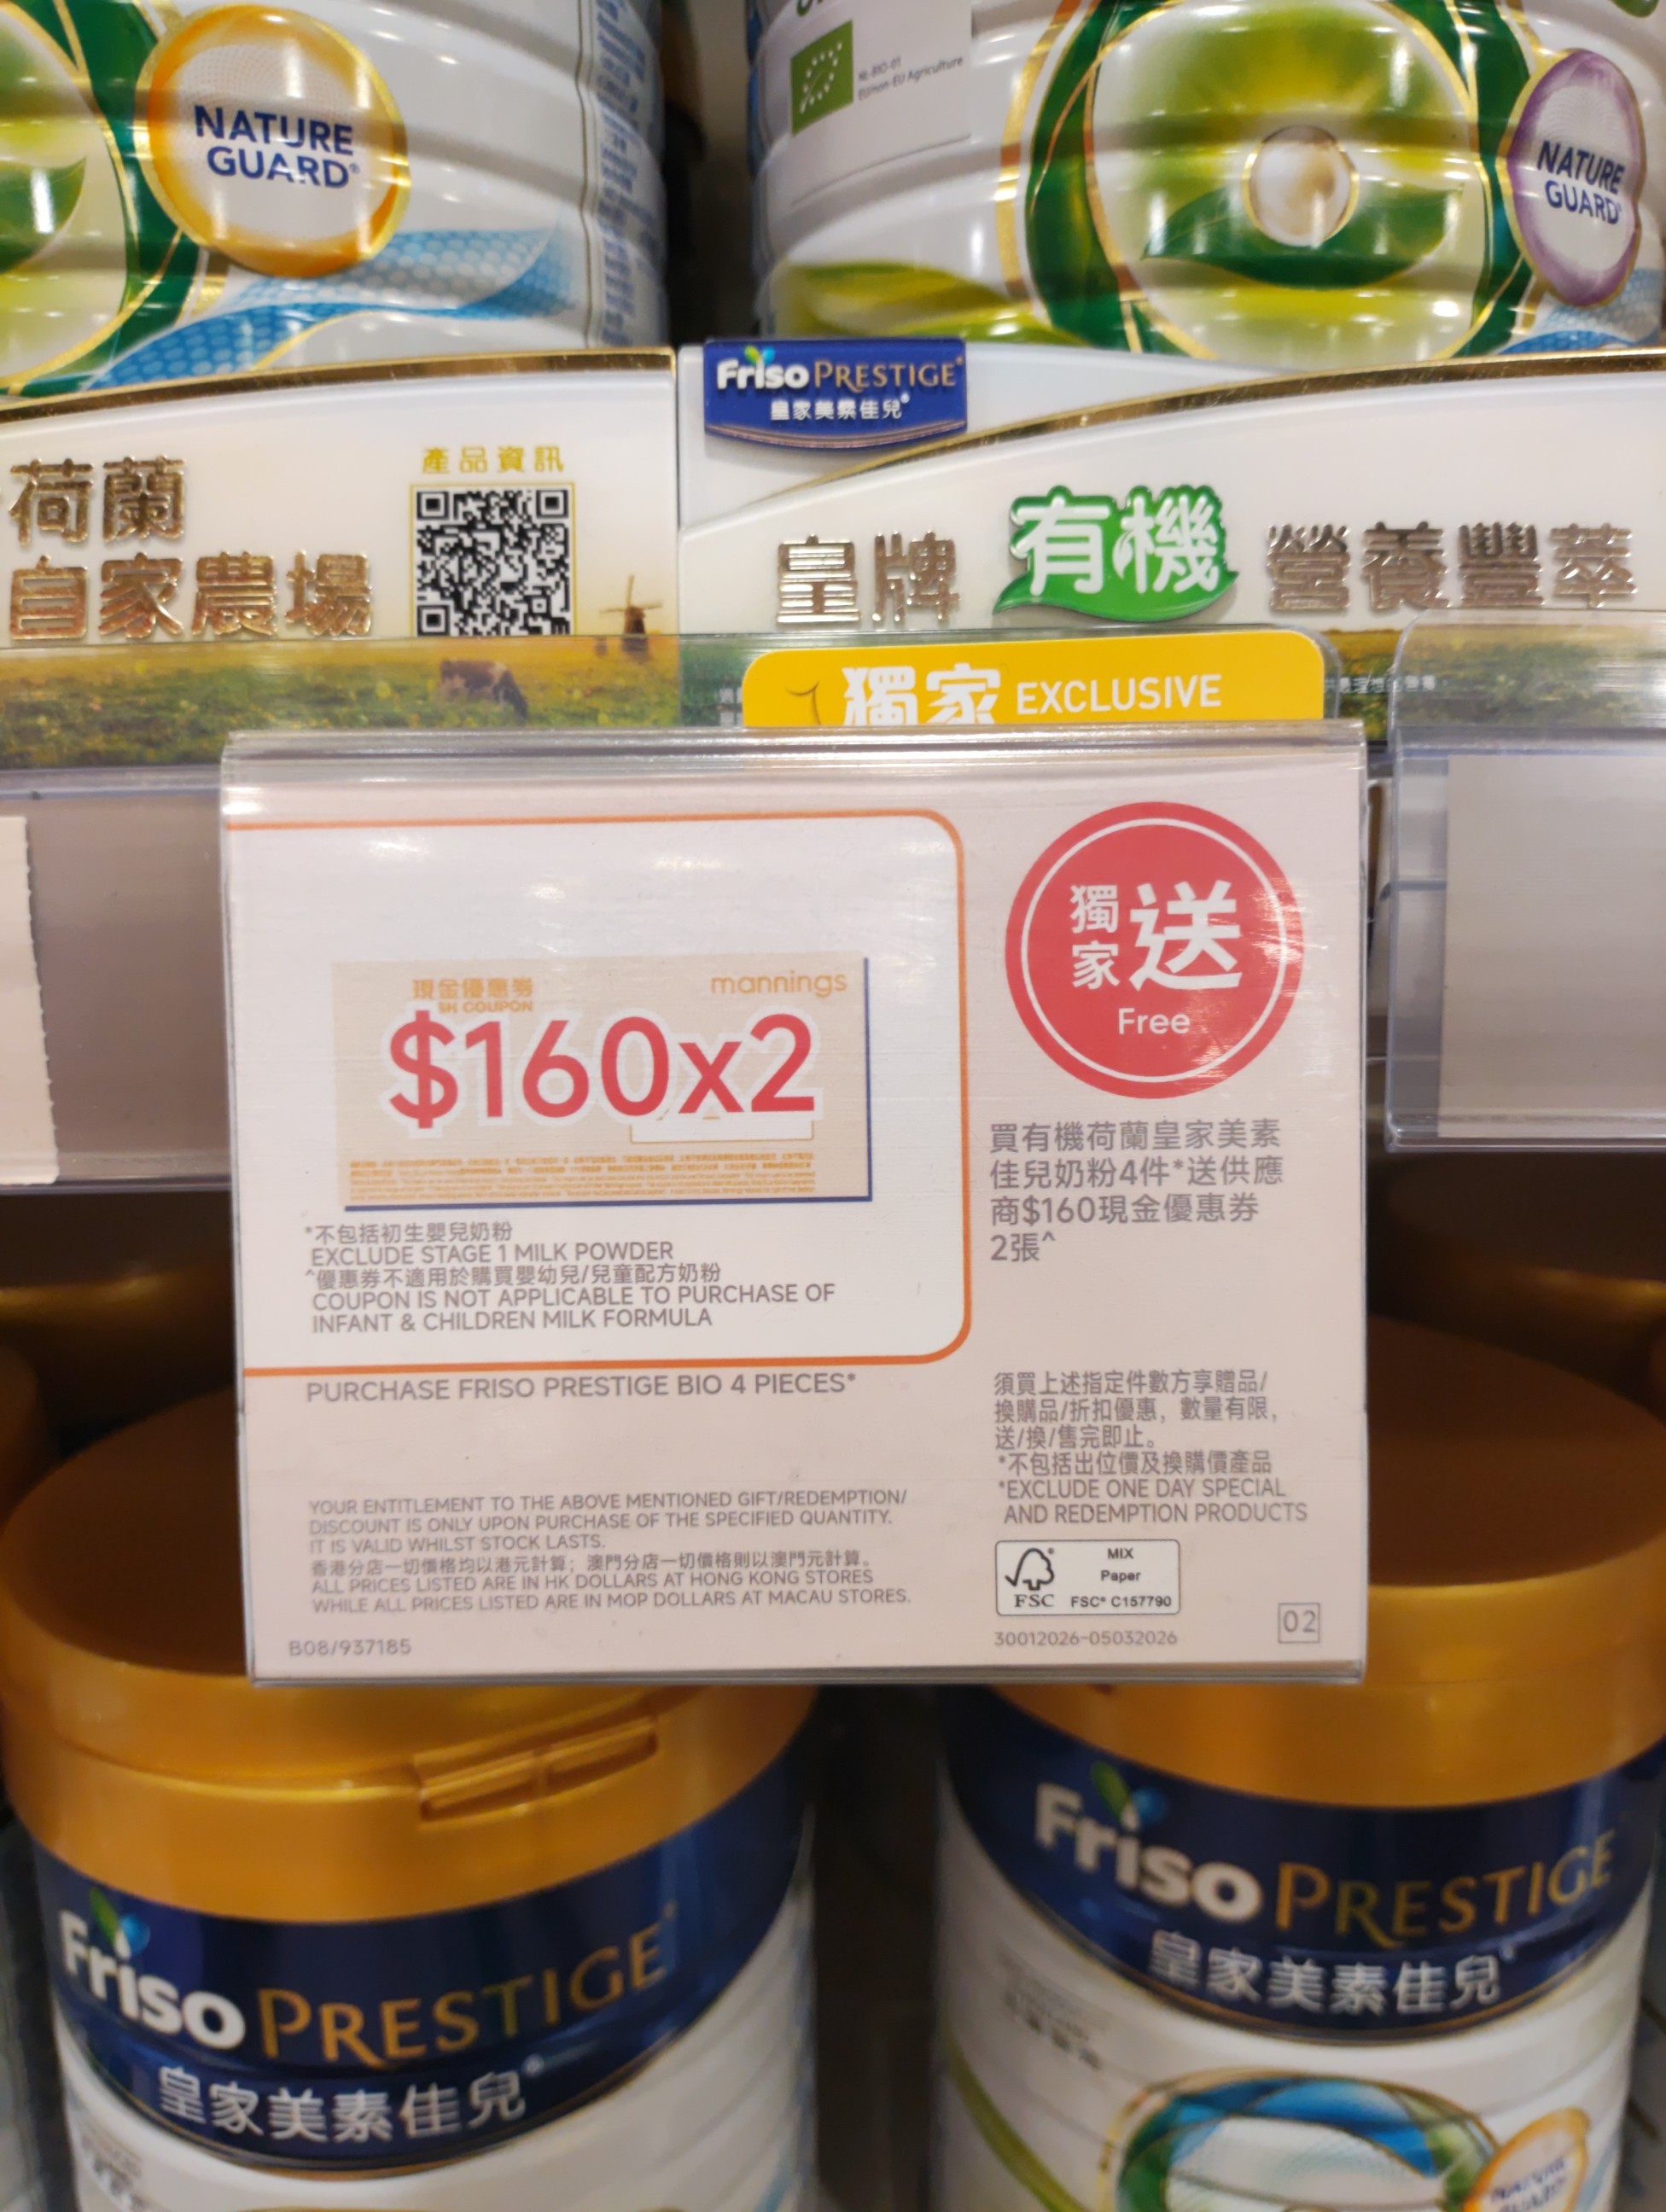 NATURE
GUARD®
NL-BIO-01
EU/non-EU Agriculture
NATURE
GUARD
Friso PRESTIGE
皇家美素佳兒®
荷蘭
自家農場
產品資訊
皇牌 有機 營養豐萃
獨家 EXCLUSIVE
現金優惠券
mannings
$160x2
獨家送
Free
*不包括初生嬰兒奶粉
EXCLUDE STAGE 1 MILK POWDER
^優惠券不適用於購買嬰幼兒/兒童配方奶粉
COUPON IS NOT APPLICABLE TO PURCHASE OF
INFANT & CHILDREN MILK FORMULA
PURCHASE FRISO PRESTIGE BIO 4 PIECES*
買有機荷蘭皇家美素
佳兒奶粉4件*送供應
商$160現金優惠券
2張^
須買上述指定件數方享贈品/
換購品/折扣優惠，數量有限，
送/換/售完即止。
*不包括出位價及換購價產品
*EXCLUDE ONE DAY SPECIAL
AND REDEMPTION PRODUCTS
YOUR ENTITLEMENT TO THE ABOVE MENTIONED GIFT/REDEMPTION/
DISCOUNT IS ONLY UPON PURCHASE OF THE SPECIFIED QUANTITY.
IT IS VALID WHILST STOCK LASTS.
香港分店一切價格均以港元計算；澳門分店一切價格則以澳門元計算。
ALL PRICES LISTED ARE IN HK DOLLARS AT HONG KONG STORES
WHILE ALL PRICES LISTED ARE IN MOP DOLLARS AT MACAU STORES.
B08/937185
FSC
MIX
Paper
FSC® C157790
30012026-05032026
02
Friso PRESTIGE
皇家美素佳兒®
Friso PRESTIGE
皇家美素佳兒